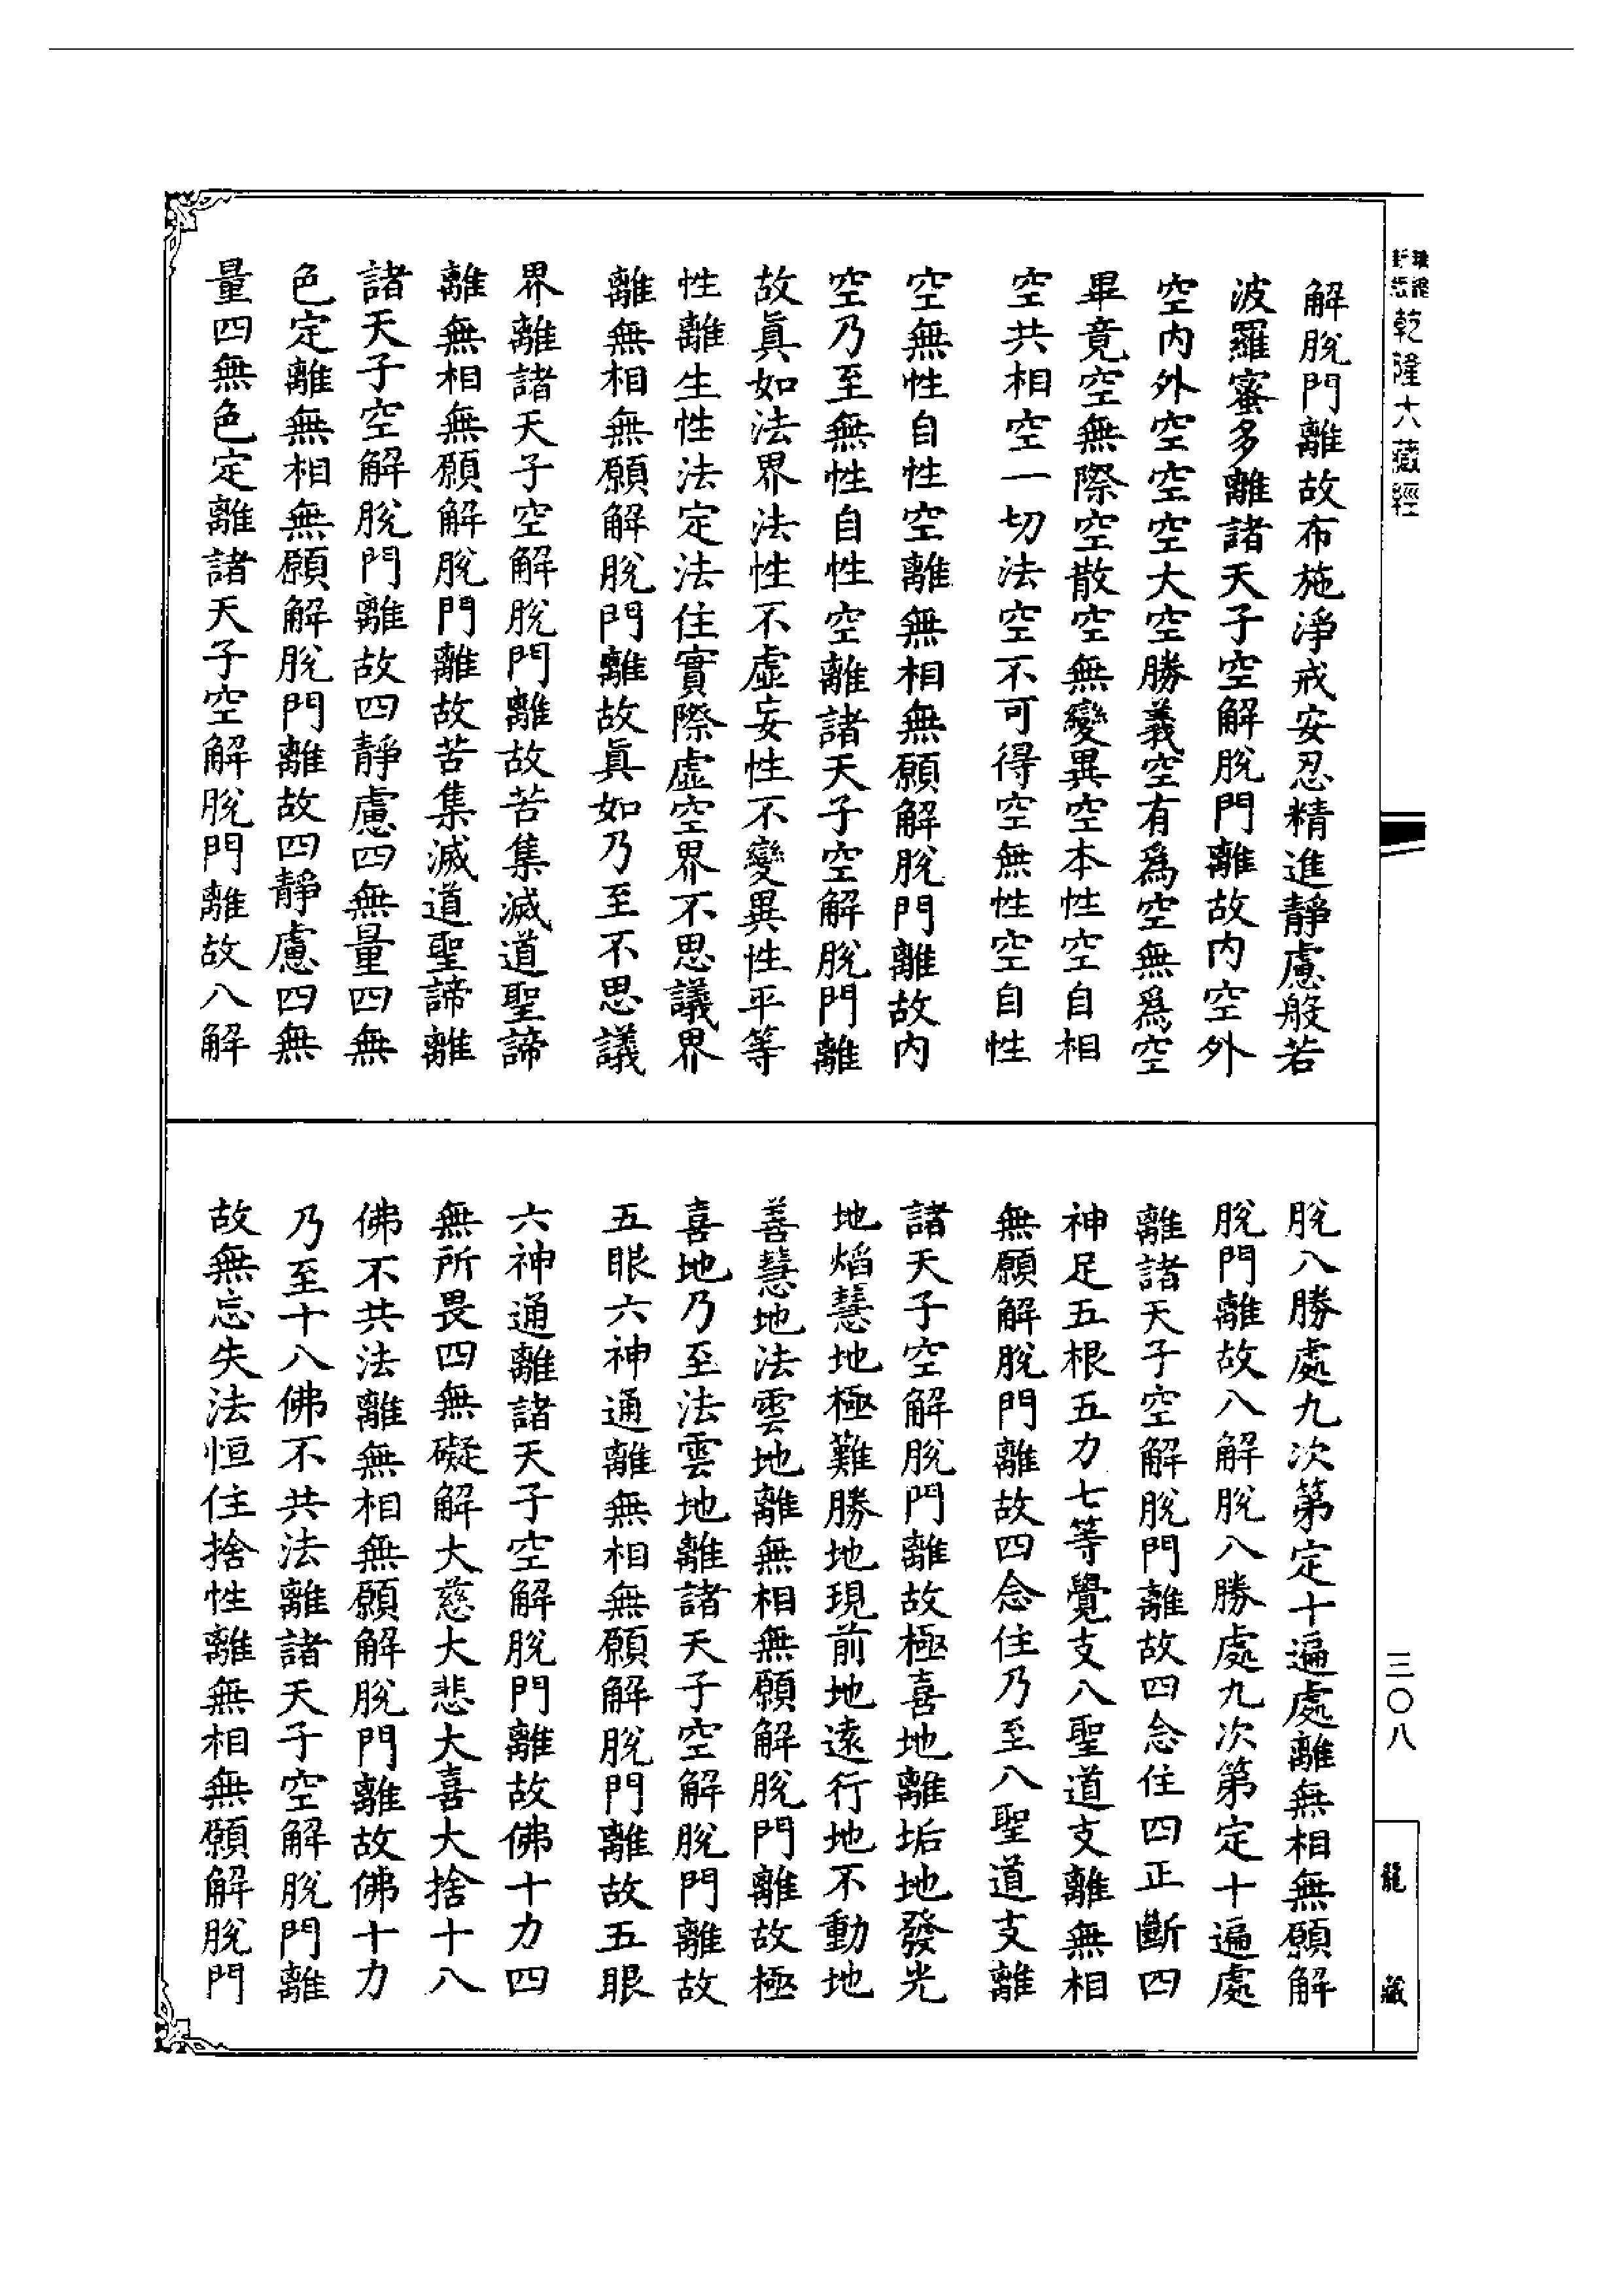 乾隆大藏經
解脫門離故布施淨戒安忍精進靜慮般若
波羅蜜多離諸天子空解脫門離故內空外
空內外空空空大空勝義空有爲空無爲空
畢竟空無際空散空無變異空本性空自相
空共相空一切法空不可得空無性空自性
空無性自性空離無相無願解脫門離故內
空乃至無性自性空離諸天子空解脫門離
故眞如法界法性不虛妄性不變異性平等
性離生性法定法住實際虛空界不思議界
離無相無願解脫門離故眞如乃至不思議
界離諸天子空解脫門離故苦集滅道聖諦
離無相無願解脫門離故苦集滅道聖諦離
諸天子空解脫門離故四靜慮四無量四無
色定離無相無願解脫門離故四靜慮四無
量四無色定離諸天子空解脫門離故八解
脫八勝處九次第定十遍處離無相無願解
脫門離故八解脫八勝處九次第定十遍處
離諸天子空解脫門離故四念住四正斷四
神足五根五力七等覺支八聖道支離無相
無願解脫門離故四念住乃至八聖道支離
諸天子空解脫門離故極喜地離垢地發光
地焰慧地極難勝地現前地遠行地不動地
善慧地法雲地離無相無願解脫門離故極
喜地乃至法雲地離諸天子空解脫門離故
五眼六神通離無相無願解脫門離故五眼
六神通離諸天子空解脫門離故佛十力四
無所畏四無礙解大慈大悲大喜大捨十八
佛不共法離無相無願解脫門離故佛十力
乃至十八佛不共法離諸天子空解脫門離
故無忘失法恒住捨性離無相無願解脫門
三〇八
龍藏